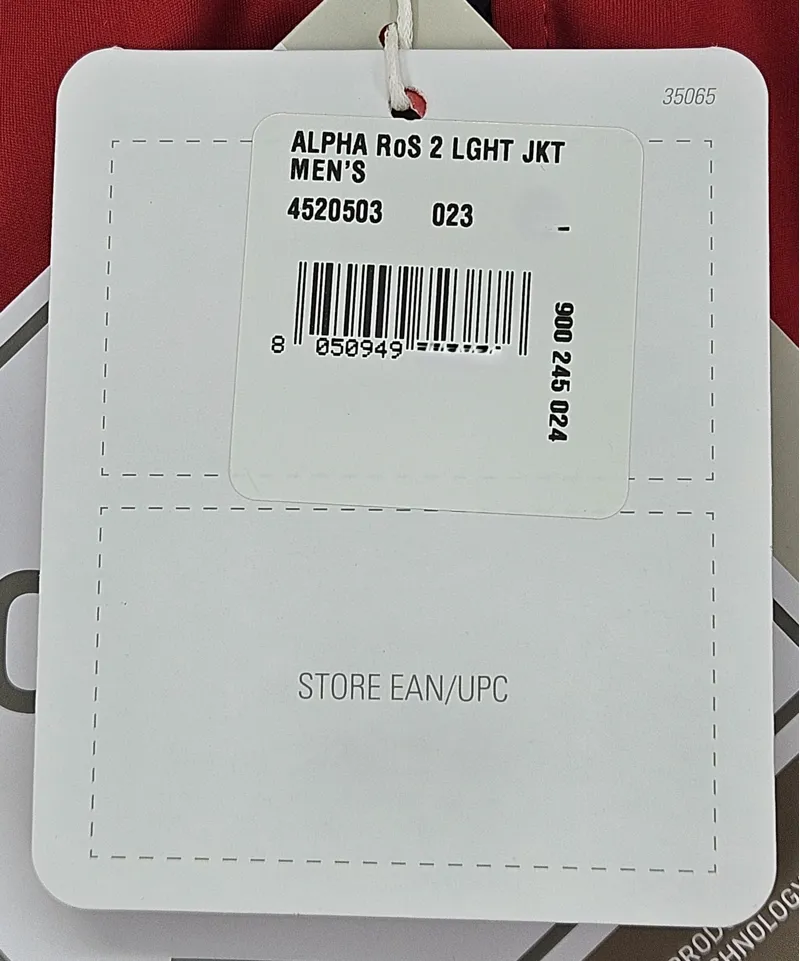 35065
ALPHA RoS 2 LGHT JKT
MEN'S
4520503 023
8 050949
900 245 024
STORE EAN/UPC